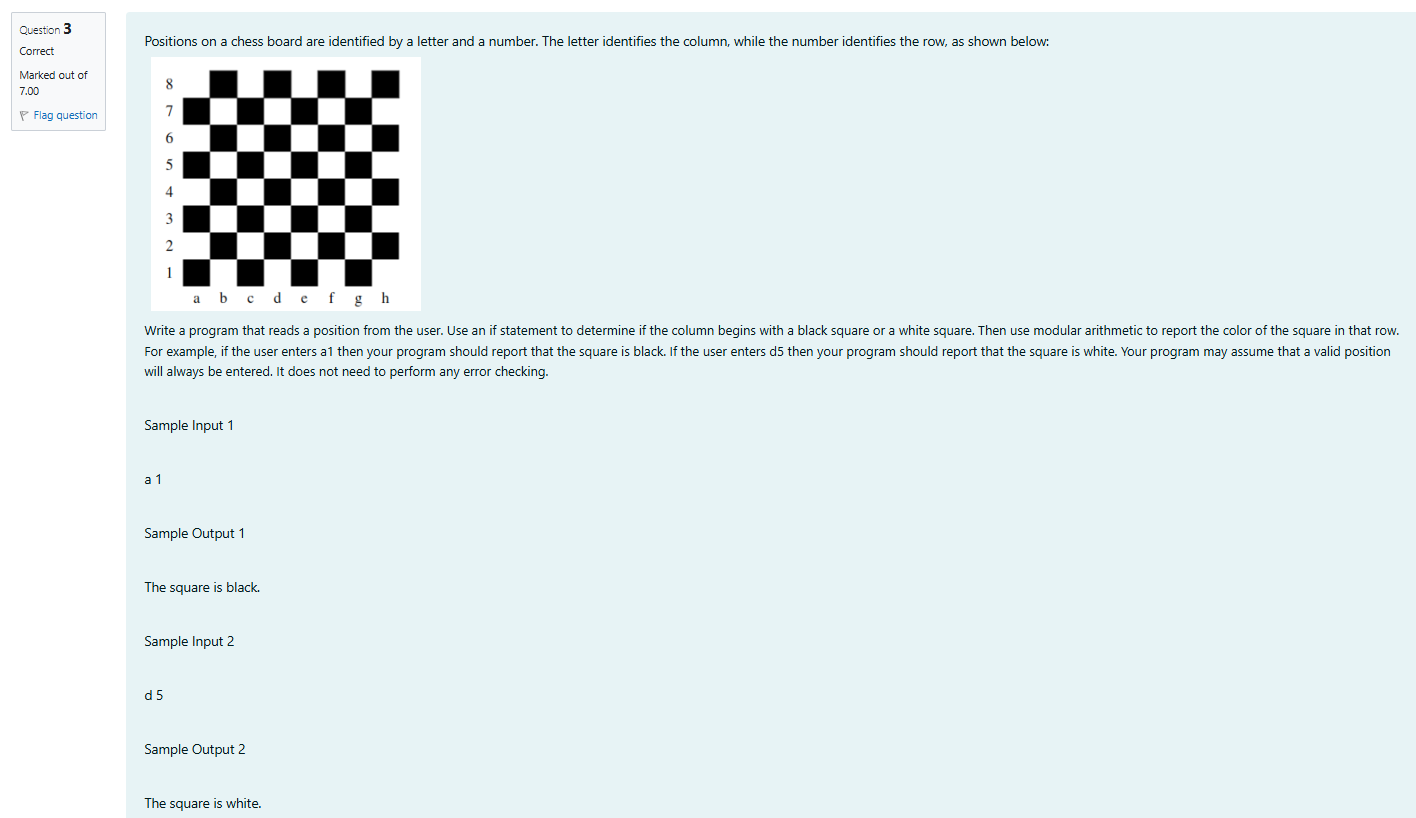 Question 3
Correct
Marked out of
7.00
Flag question
Positions on a chess board are identified by a letter and a number. The letter identifies the column, while the number identifies the row, as shown below:
8
7
6
5
4
3
2
1
a b c d e f g h
Write a program that reads a position from the user. Use an if statement to determine if the column begins with a black square or a white square. Then use modular arithmetic to report the color of the square in that row.
For example, if the user enters a1 then your program should report that the square is black. If the user enters d5 then your program should report that the square is white. Your program may assume that a valid position
will always be entered. It does not need to perform any error checking.
Sample Input 1
a 1
Sample Output 1
The square is black.
Sample Input 2
d 5
Sample Output 2
The square is white.